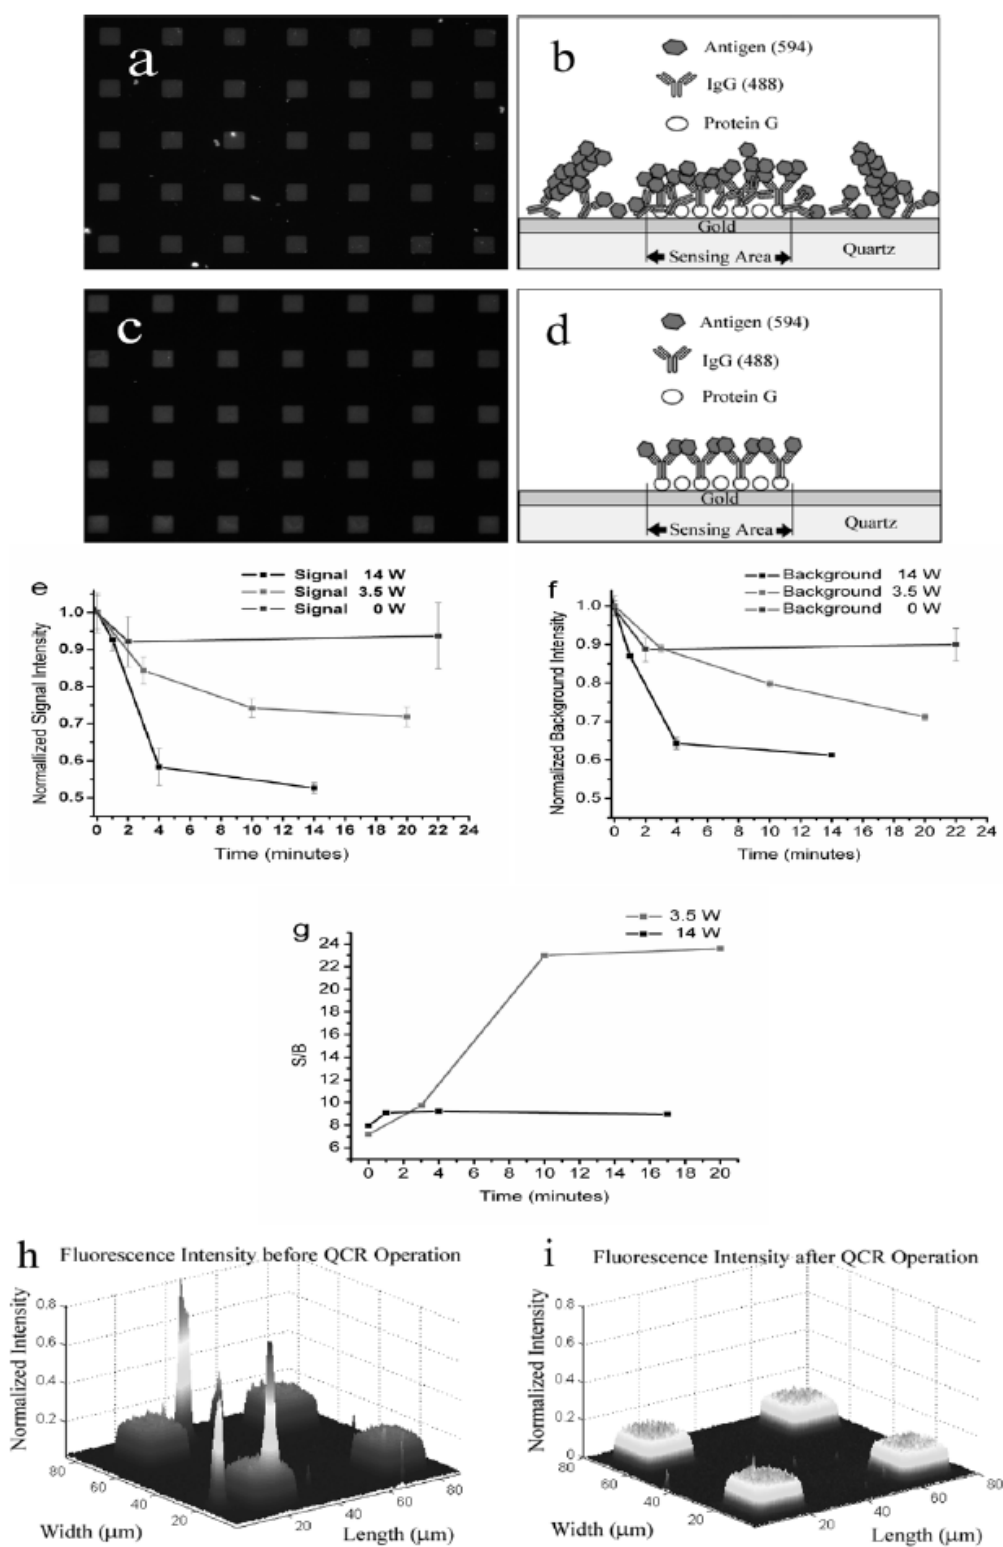 a
b
Antigen (594)
IgG (488)
Protein G
Gold
Sensing Area
Quartz
c
d
Antigen (594)
IgG (488)
Protein G
Gold
Sensing Area
Quartz
e
Signal 14 W
Signal 3.5 W
Signal 0 W
Normallized Signal Intensity
1.0
0.9
0.8
0.7
0.6
0.5
0 2 4 6 8 10 12 14 16 18 20 22 24
Time (minutes)
f
Background 14 W
Background 3.5 W
Background 0 W
Normalized Background Intensity
1.0
0.9
0.8
0.7
0.6
0.5
0 2 4 6 8 10 12 14 16 18 20 22 24
Time (minutes)
g
3.5 W
14 W
S/B
24
22
20
18
16
14
12
10
8
6
0 2 4 6 8 10 12 14 16 18 20
Time (minutes)
h
Fluorescence Intensity before QCR Operation
Normalized Intensity
0.8
0.6
0.4
0.2
80
60
40
20
20
40
60
80
Width (μm)
Length (μm)
i
Fluorescence Intensity after QCR Operation
Normalized Intensity
0.8
0.6
0.4
0.2
0
80
60
40
20
20
40
60
80
Width (μm)
Length (μm)